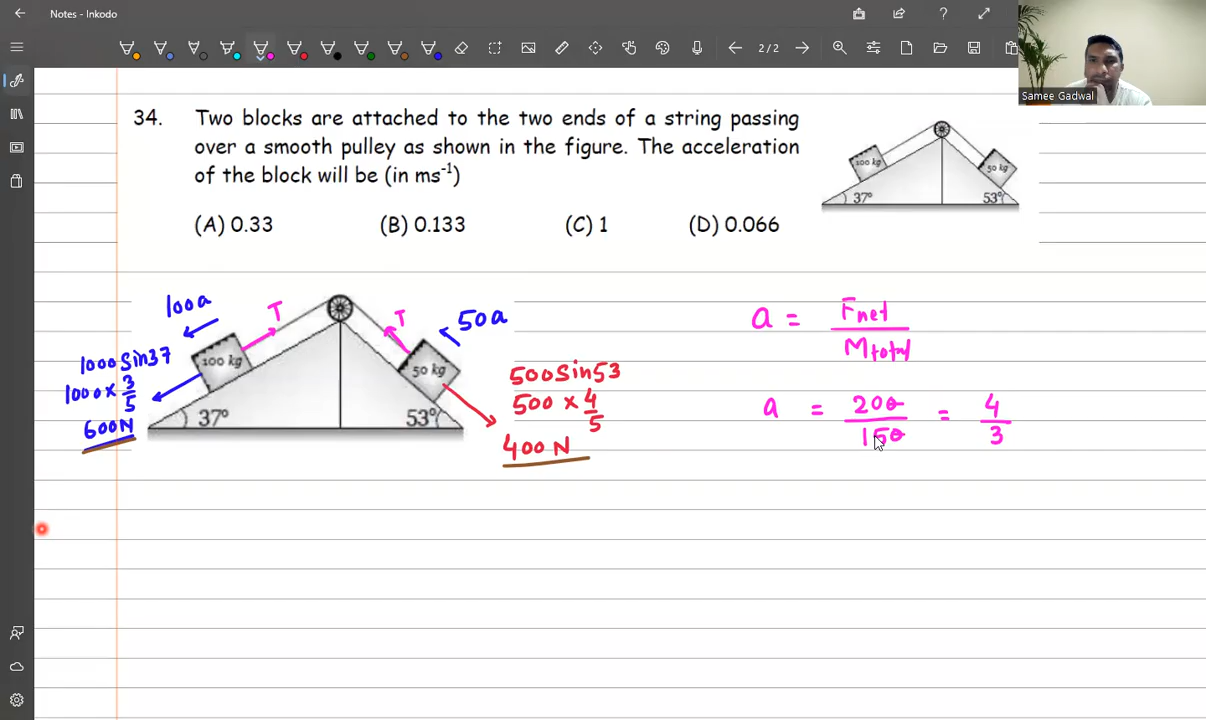 Notes - Inkodo
2/2
Samee Gadwal
34. Two blocks are attached to the two ends of a string passing
over a smooth pulley as shown in the figure. The acceleration
of the block will be (in ms⁻¹)
(A) 0.33 (B) 0.133 (C) 1 (D) 0.066
100 kg
50 kg
37° 53°
100a
T
T
50a
1000 Sin37
1000 × 3/5
600N
100 kg
50 kg
37° 53°
500 Sin53
500 × 4/5
400 N
a = Fnet / Mtotal
a = 200/150 = 4/3